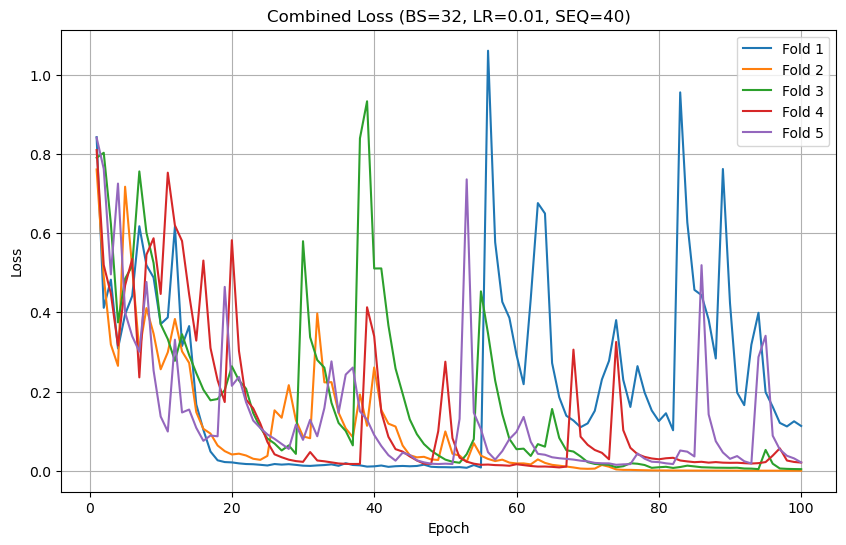 Combined Loss (BS=32, LR=0.01, SEQ=40)
Fold 1
Fold 2
Fold 3
Fold 4
Fold 5
Loss
1.0
0.8
0.6
0.4
0.2
0.0
0 20 40 60 80 100
Epoch